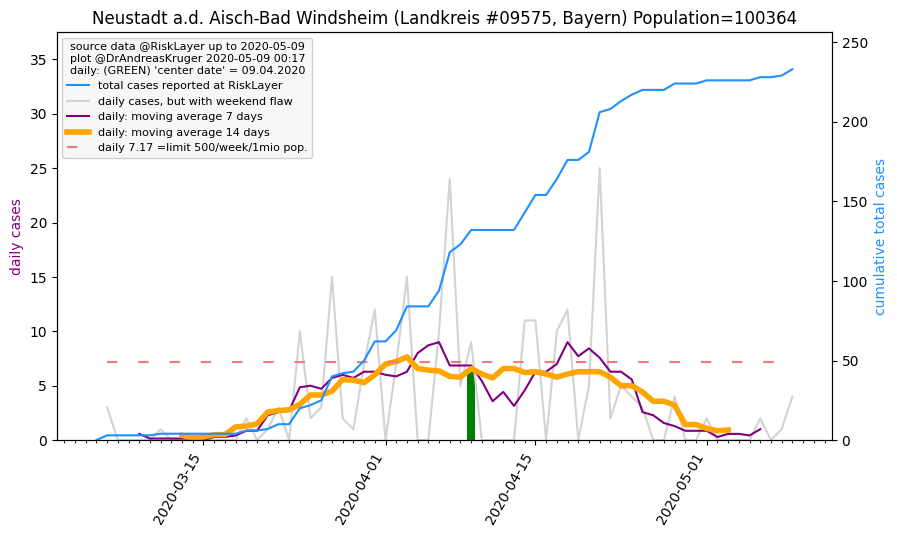 Neustadt a.d. Aisch-Bad Windsheim (Landkreis #09575, Bayern) Population=100364
source data @RiskLayer up to 2020-05-09
plot @DrAndreasKruger 2020-05-09 00:17
daily: (GREEN) 'center date' = 09.04.2020
total cases reported at RiskLayer
daily cases, but with weekend flaw
daily: moving average 7 days
daily: moving average 14 days
daily 7.17 =limit 500/week/1mio pop.
daily cases
35
30
25
20
15
10
5
0
250
200
150
100
50
0
cumulative total cases
2020-03-15
2020-04-01
2020-04-15
2020-05-01